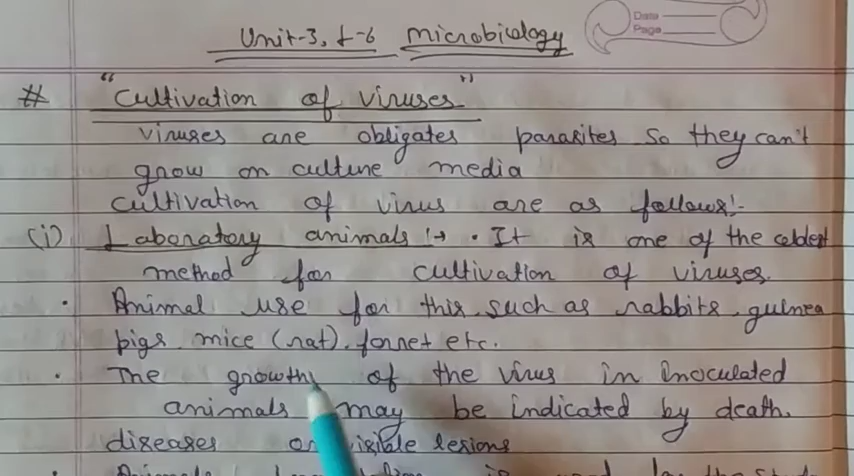 Unit-3, L-6 Microbiology
Date
Page
# "Cultivation of viruses"
viruses are obligates parasites so they can't
grow on culture media
Cultivation of virus are as follows:-
(i) Laboratory animals :→ • It is one of the oldest
method for cultivation of viruses.
• Animal use for this such as rabbits, guinea
pigs mice (rat). forret etc.
• The growth of the virus in inoculated
animals may be indicated by death.
diseases or visible lesions